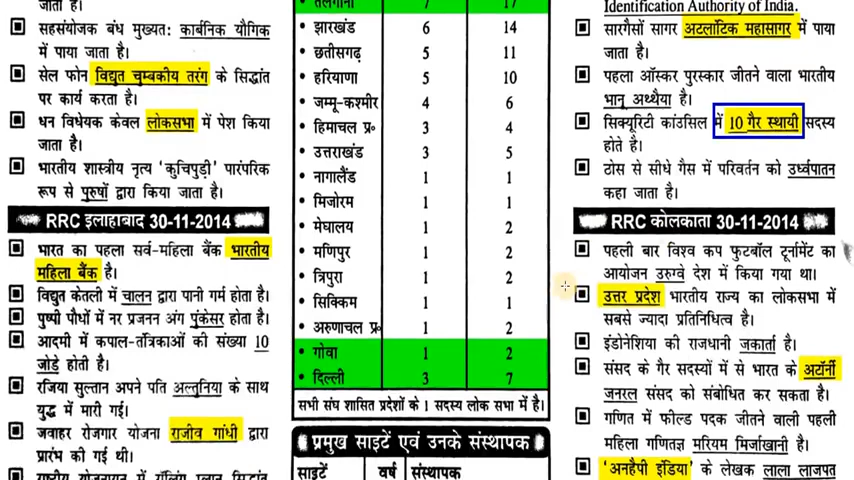 जाता है।
सहसंयोजक बंध मुख्यत: कार्बनिक यौगिक
में पाया जाता है।
सेल फोन विद्युत चुम्बकीय तरंग के सिद्धांत
पर कार्य करता है।
धन विधेयक केवल लोकसभा में पेश किया
जाता है।
भारतीय शास्त्रीय नृत्य ‘कुचिपुड़ी’ पारंपरिक
रूप से पुरुषों द्वारा किया जाता है।
RRC इलाहाबाद 30-11-2014
भारत का पहला सर्व-महिला बैंक भारतीय
महिला बैंक है।
विद्युत केतली में चालन द्वारा पानी गर्म होता है।
पुष्पी पौधों में नर प्रजनन अंग पुंकेसर होता है।
आदमी में कपाल-तंत्रिकाओं की संख्या 10
जोड़े होती है।
रजिया सुल्तान अपने पति अल्तुनिया के साथ
युद्ध में मारी गई।
जवाहर रोजगार योजना राजीव गांधी द्वारा
प्रारंभ की गई थी।
राष्ट्रीय योजनायन में रॉलिंग प्लान सिद्धांत
• तेलंगाना 7 17
• झारखंड 6 14
• छत्तीसगढ़ 5 11
• हरियाणा 5 10
• जम्मू-कश्मीर 4 6
• हिमाचल प्र॰ 3 4
• उत्तराखंड 3 5
• नागालैंड 1 1
• मिजोरम 1 1
• मेघालय 1 2
• मणिपुर 1 2
• त्रिपुरा 1 2
• सिक्किम 1 1
• अरुणाचल प्र॰ 1 2
• गोवा 1 2
• दिल्ली 3 7
सभी संघ शासित प्रदेशों के 1 सदस्य लोक सभा में है।
प्रमुख साइटें एवं उनके संस्थापक
साइटें वर्ष संस्थापक
Identification Authority of India.
सारगैसों सागर अटलांटिक महासागर में पाया
जाता है।
पहला ऑस्कर पुरस्कार जीतने वाला भारतीय
भानू अथ्थैया है।
सिक्यूरिटी कांउसिल में 10 गैर स्थायी सदस्य
होते है।
ठोस से सीधे गैस में परिवर्तन को उर्ध्वपातन
कहा जाता है।
RRC कोलकाता 30-11-2014
पहली बार विश्व कप फुटबॉल टूर्नामेंट का
आयोजन उरुग्वे देश में किया गया था।
उत्तर प्रदेश भारतीय राज्य का लोकसभा में
सबसे ज्यादा प्रतिनिधित्व है।
इंडोनेशिया की राजधानी जकार्ता है।
संसद के गैर सदस्यों में से भारत के अटॉर्नी
जनरल संसद को संबोधित कर सकता है।
गणित में फील्ड पदक जीतने वाली पहली
महिला गणितज्ञ मरियम मिर्जाखानी है।
‘अनहैपी इंडिया’ के लेखक लाला लाजपत